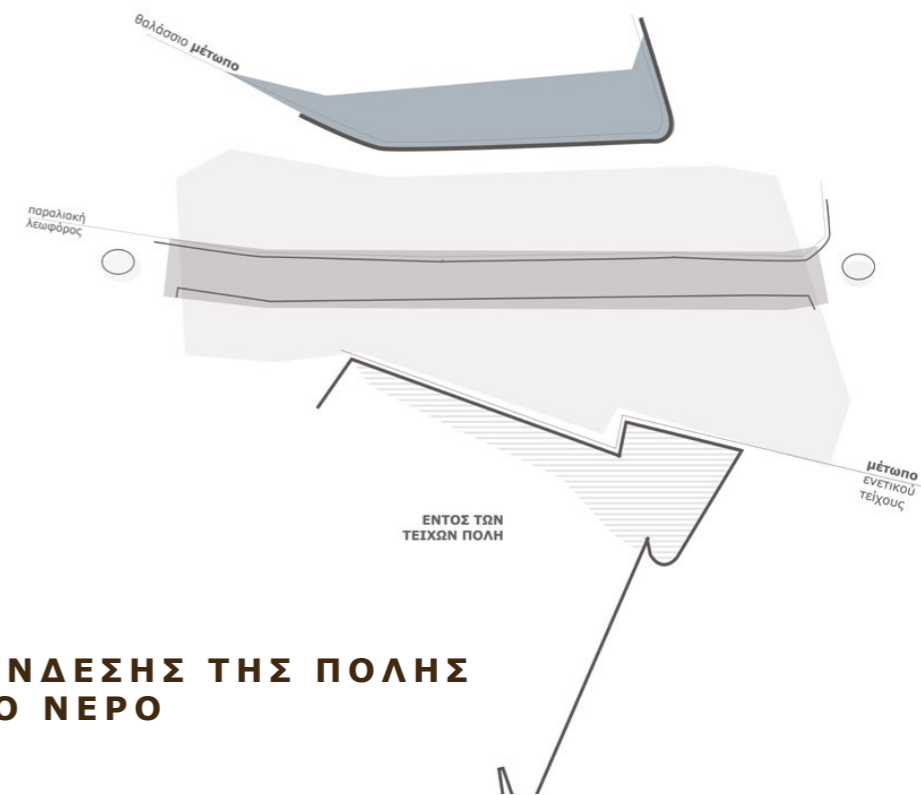 θαλάσσιο μέτωπο
παραλιακή
λεωφόρος
μέτωπο
ενετικού
τείχους
ΕΝΤΟΣ ΤΩΝ
ΤΕΙΧΩΝ ΠΟΛΗ
ΝΔΕΣΗΣ ΤΗΣ ΠΟΛΗΣ
Ο ΝΕΡΟ